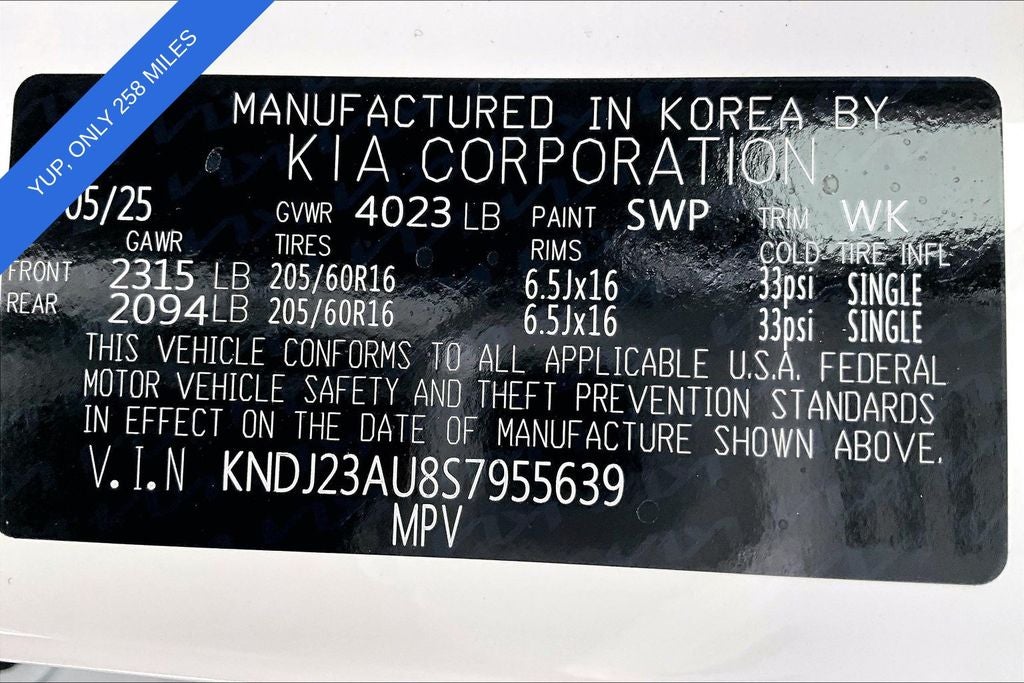 YUP, ONLY 258 MILES
MANUFACTURED IN KOREA BY
KIA CORPORATION
05/25 GVWR 4023 LB PAINT SWP TRIM WK
GAWR TIRES RIMS COLD TIRE INFL
FRONT 2315 LB 205/60R16 6.5Jx16 33psi SINGLE
REAR 2094LB 205/60R16 6.5Jx16 33psi SINGLE
THIS VEHICLE CONFORMS TO ALL APPLICABLE U.S.A. FEDERAL
MOTOR VEHICLE SAFETY AND THEFT PREVENTION STANDARDS
IN EFFECT ON THE DATE OF MANUFACTURE SHOWN ABOVE.
V.I.N KNDJ23AU8S7955639
MPV